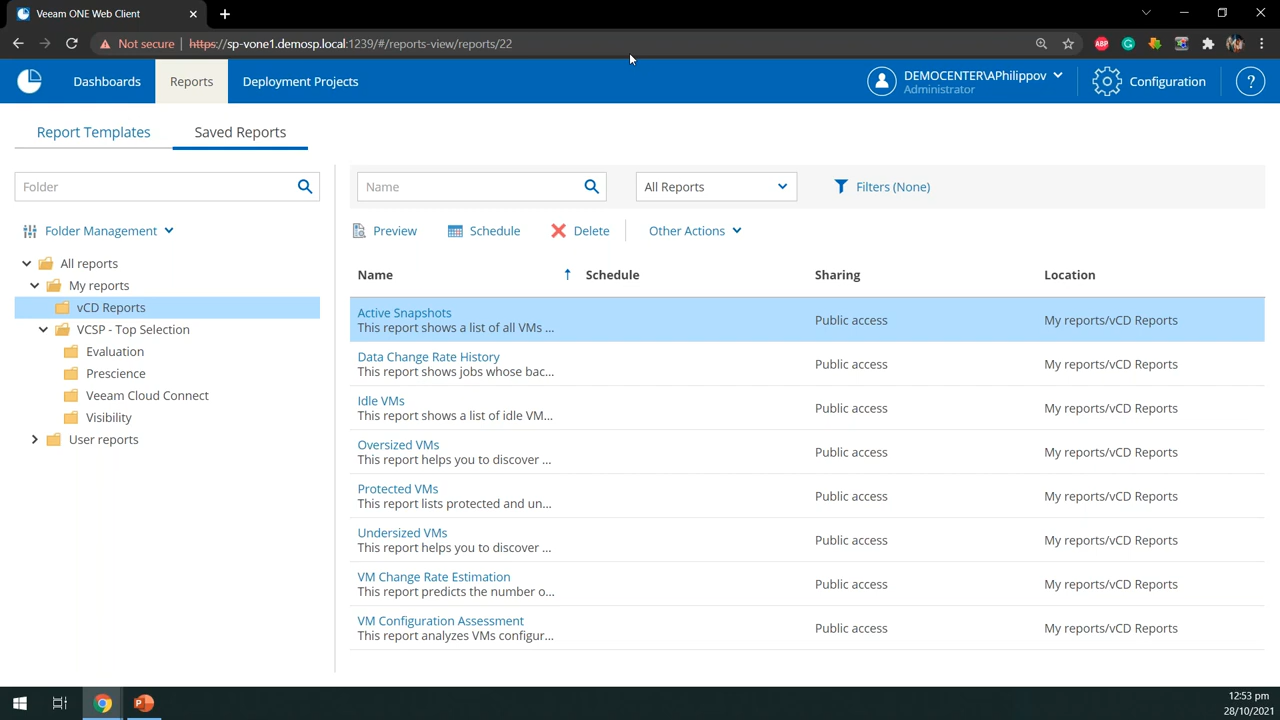 Veeam ONE Web Client
Not secure
https://sp-vone1.demosp.local:1239/#/reports-view/reports/22
ABP
Dashboards
Reports
Deployment Projects
DEMOCENTER\APhilippov
Administrator
Configuration
?
Report Templates
Saved Reports
Folder
Name
All Reports
Filters (None)
Folder Management
Preview
Schedule
Delete
Other Actions
All reports
My reports
vCD Reports
VCSP - Top Selection
Evaluation
Prescience
Veeam Cloud Connect
Visibility
User reports
Name
Schedule
Sharing
Location
Active Snapshots
This report shows a list of all VMs ...
Public access
My reports/vCD Reports
Data Change Rate History
This report shows jobs whose bac...
Public access
My reports/vCD Reports
Idle VMs
This report shows a list of idle VM...
Public access
My reports/vCD Reports
Oversized VMs
This report helps you to discover ...
Public access
My reports/vCD Reports
Protected VMs
This report lists protected and un...
Public access
My reports/vCD Reports
Undersized VMs
This report helps you to discover ...
Public access
My reports/vCD Reports
VM Change Rate Estimation
This report predicts the number o...
Public access
My reports/vCD Reports
VM Configuration Assessment
This report analyzes VMs configur...
Public access
My reports/vCD Reports
12:53 pm
28/10/2021